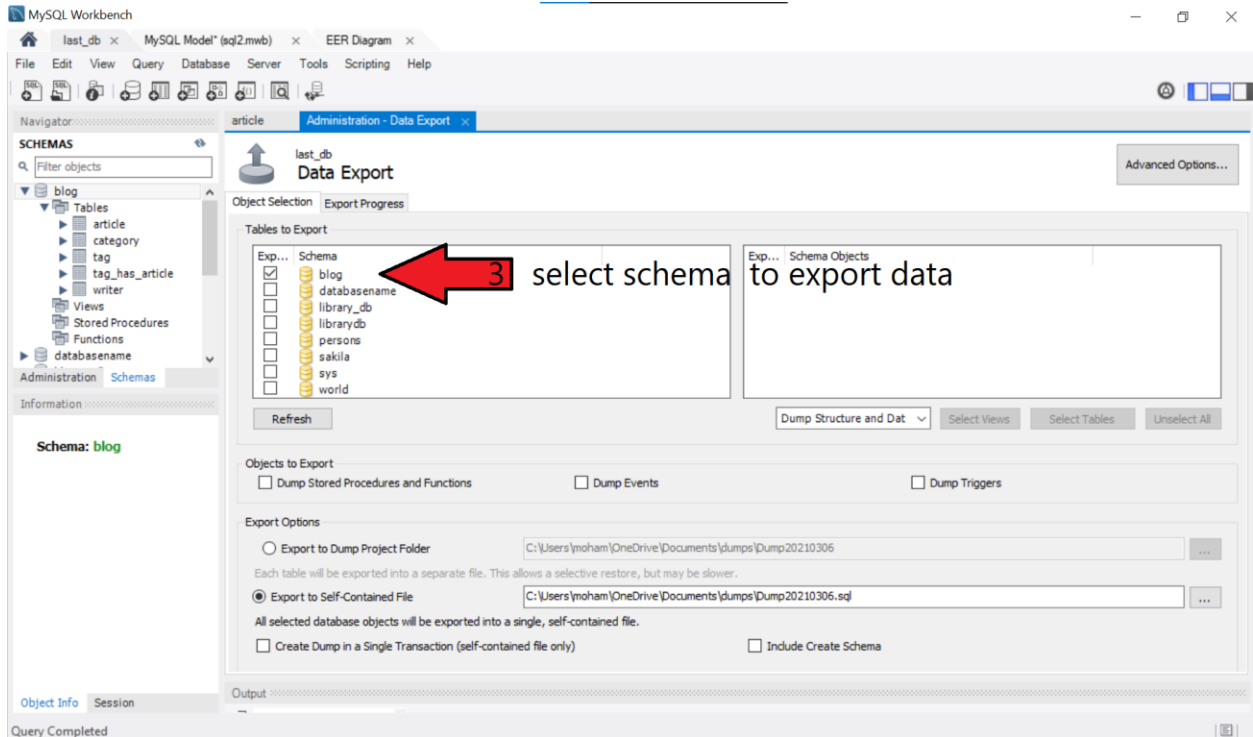 MySQL Workbench
last_db × MySQL Model* (sql2.mwb) × EER Diagram ×
File Edit View Query Database Server Tools Scripting Help
Navigator
SCHEMAS
Filter objects
blog
Tables
article
category
tag
tag_has_article
writer
Views
Stored Procedures
Functions
databasename
Administration Schemas
Information
Schema: blog
Object Info Session
article Administration - Data Export ×
last_db
Data Export
Advanced Options...
Object Selection Export Progress
Tables to Export
Exp... Schema
blog
databasename
library_db
librarydb
persons
sakila
sys
world
3 select schema to export data
Exp... Schema Objects
Refresh
Dump Structure and Dat
Select Views
Select Tables
Unselect All
Objects to Export
Dump Stored Procedures and Functions
Dump Events
Dump Triggers
Export Options
Export to Dump Project Folder
C:\Users\moham\OneDrive\Documents\dumps\Dump20210306
...
Each table will be exported into a separate file. This allows a selective restore, but may be slower.
Export to Self-Contained File
C:\Users\moham\OneDrive\Documents\dumps\Dump20210306.sql
...
All selected database objects will be exported into a single, self-contained file.
Create Dump in a Single Transaction (self-contained file only)
Include Create Schema
Output
Query Completed